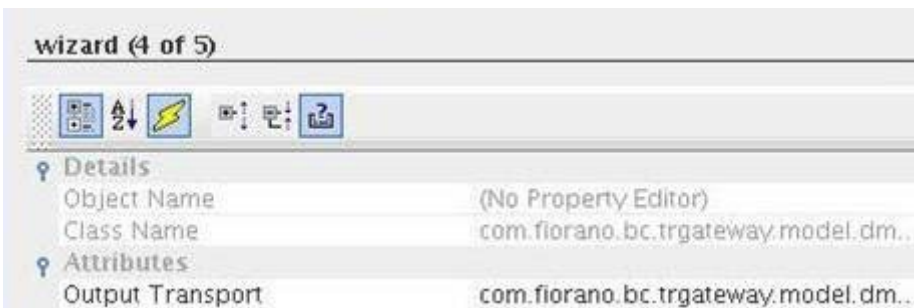 wizard (4 of 5)
A
Z
?
Details
Object Name (No Property Editor)
Class Name com.fiorano.bc.trgateway.model.dm..
Attributes
Output Transport com.fiorano.bc.trgateway.model.dm..